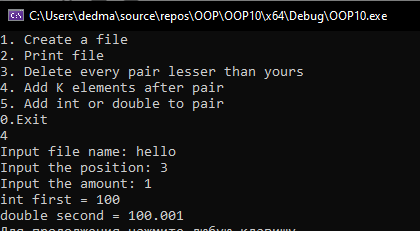 C:\Users\dedma\source\repos\OOP\OOP10\x64\Debug\OOP10.exe
1. Create a file
2. Print file
3. Delete every pair lesser than yours
4. Add K elements after pair
5. Add int or double to pair
0.Exit
4
Input file name: hello
Input the position: 3
Input the amount: 1
int first = 100
double second = 100.001
Для продолжения нажмите любую клавишу